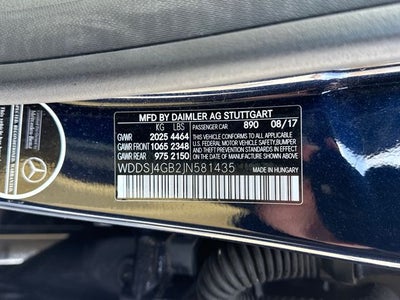 MFD BY DAIMLER AG STUTTGART
KG LBS PASSENGER CAR 890 08/17
GVWR 2025 4464
GWR FRONT 1065 2348
GWR REAR 975 2150
THIS VEHICLE CONFORMS TO ALL APPLICABLE
U.S. FEDERAL MOTOR VEHICLE SAFETY, BUMPER,
AND THEFT PREVENTION STANDARDS IN EFFECT
ON THE DATE OF MANUFACTURE SHOWN ABOVE.
WDDSJ4GB2JN581435
MADE IN HUNGARY